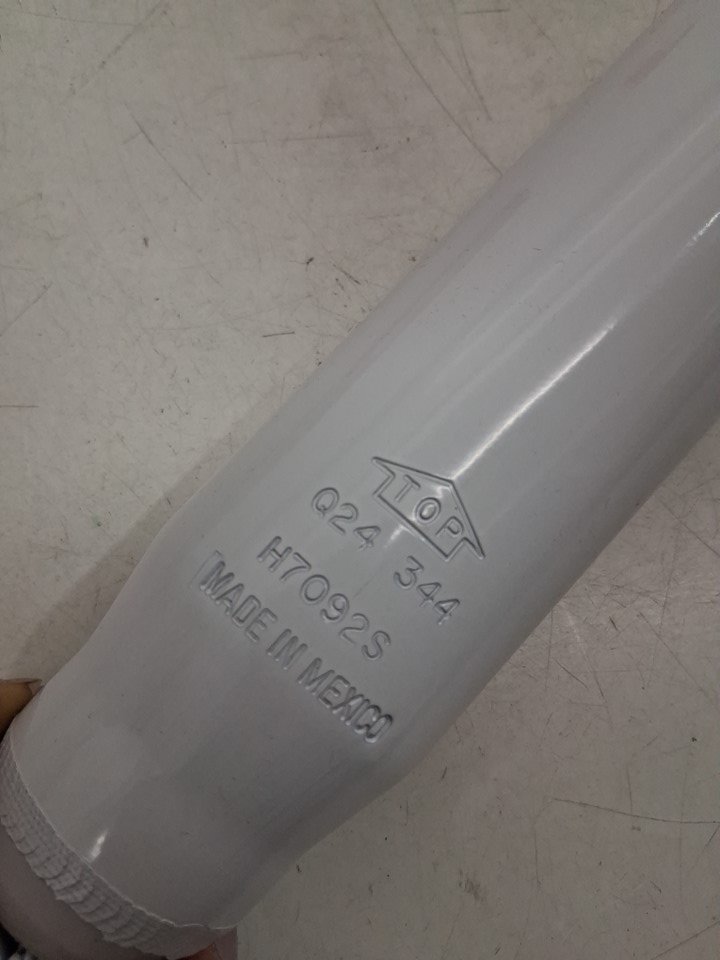 TOP
Q24 344
H7092S
MADE IN MEXICO